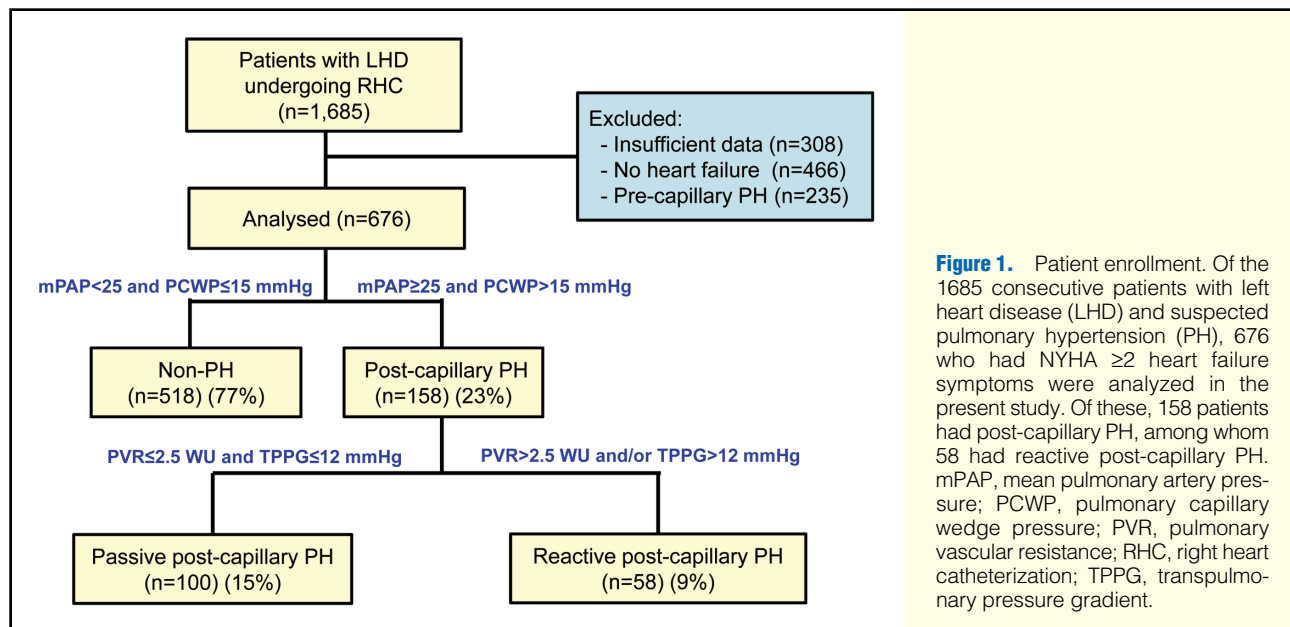 Patients with LHD
undergoing RHC
(n=1,685)
Excluded:
- Insufficient data (n=308)
- No heart failure (n=466)
- Pre-capillary PH (n=235)
Analysed (n=676)
mPAP<25 and PCWP≤15 mmHg
mPAP≥25 and PCWP>15 mmHg
Non-PH
(n=518) (77%)
Post-capillary PH
(n=158) (23%)
PVR≤2.5 WU and TPPG≤12 mmHg
PVR>2.5 WU and/or TPPG>12 mmHg
Passive post-capillary PH
(n=100) (15%)
Reactive post-capillary PH
(n=58) (9%)
Figure 1. Patient enrollment. Of the
1685 consecutive patients with left
heart disease (LHD) and suspected
pulmonary hypertension (PH), 676
who had NYHA ≥2 heart failure
symptoms were analyzed in the
present study. Of these, 158 patients
had post-capillary PH, among whom
58 had reactive post-capillary PH.
mPAP, mean pulmonary artery pres-
sure; PCWP, pulmonary capillary
wedge pressure; PVR, pulmonary
vascular resistance; RHC, right heart
catheterization; TPPG, transpulmo-
nary pressure gradient.